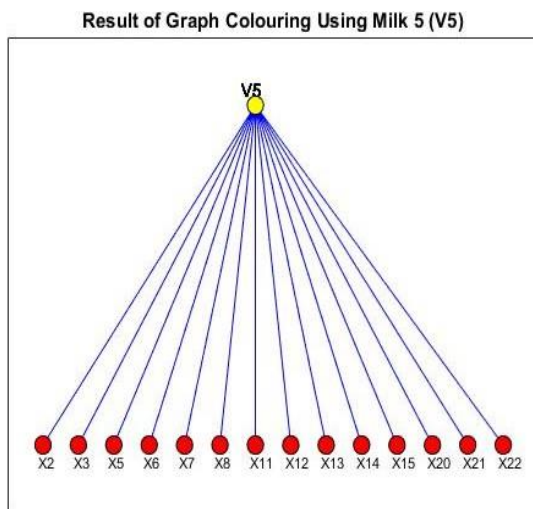 Result of Graph Colouring Using Milk 5 (V5)
V5
X2 X3 X5 X6 X7 X8 X11 X12 X13 X14 X15 X20 X21 X22